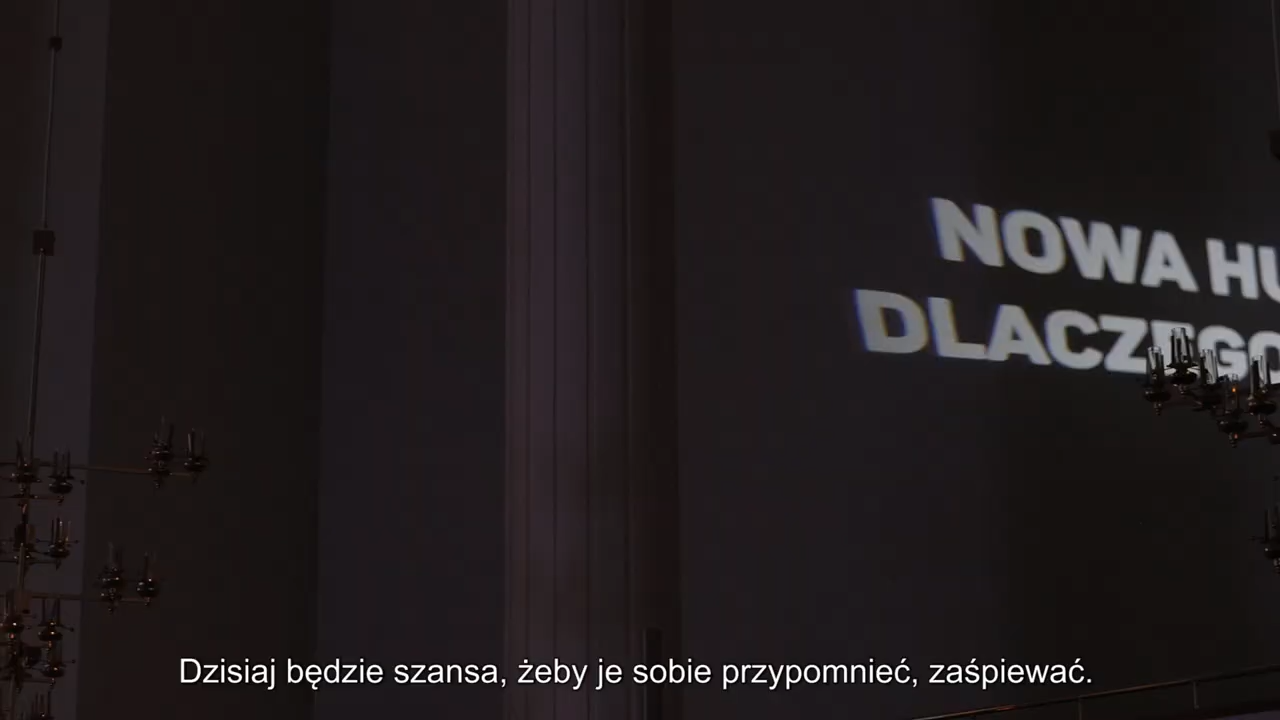 NOWA HU
DLACZEGO
Dzisiaj będzie szansa, żeby je sobie przypomnieć, zaśpiewać.